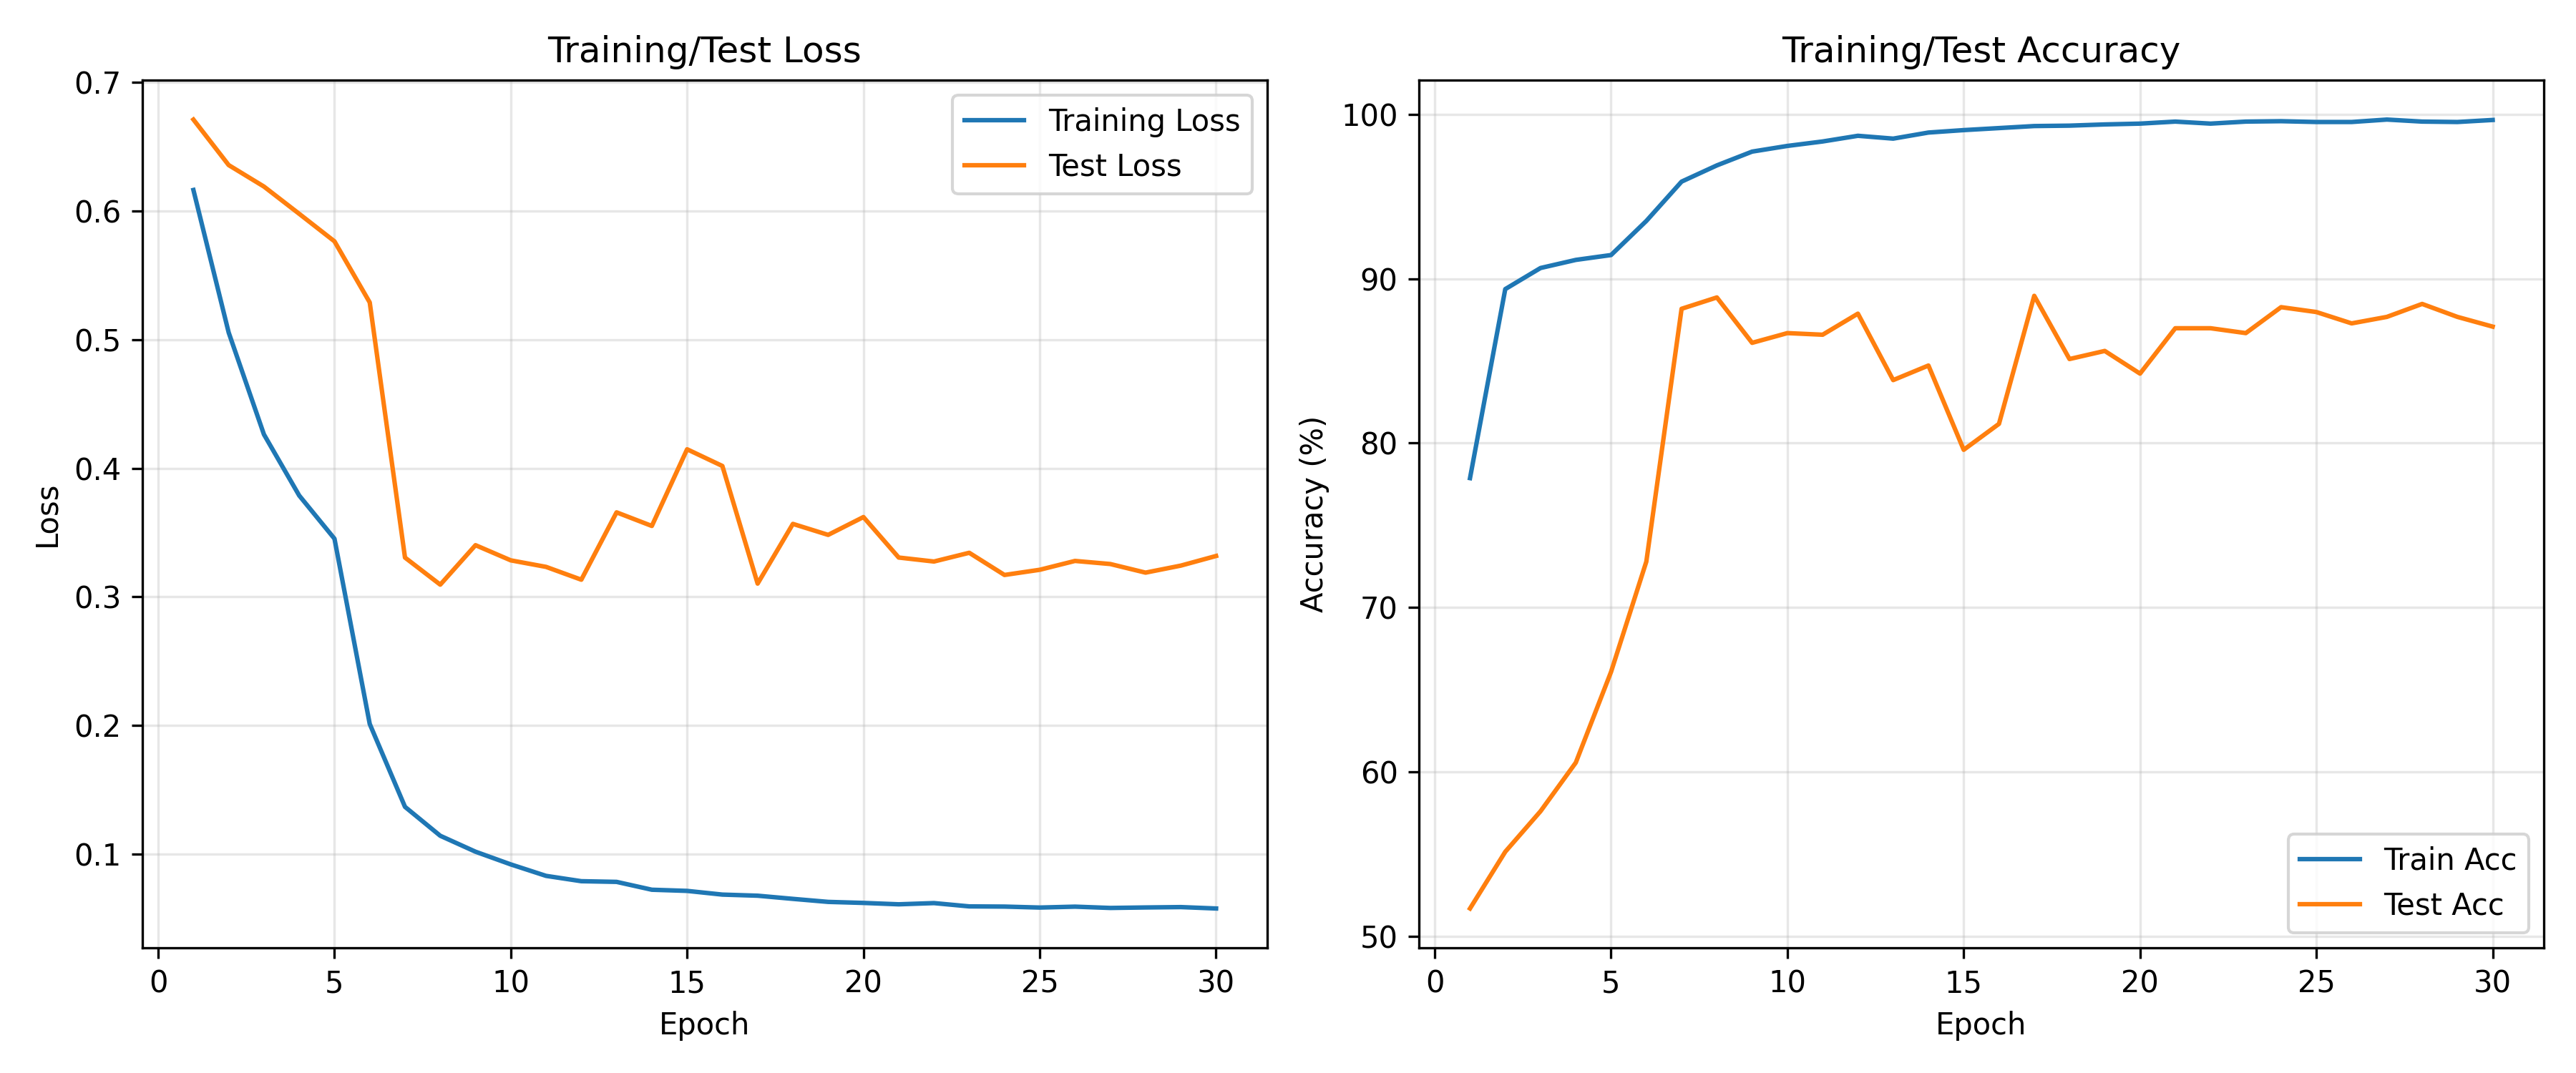 Training/Test Loss
0.7
0.6
0.5
0.4
0.3
0.2
0.1
Loss
Training Loss
Test Loss
0 5 10 15 20 25 30
Epoch
Training/Test Accuracy
100
90
80
70
60
50
Accuracy (%)
Train Acc
Test Acc
0 5 10 15 20 25 30
Epoch